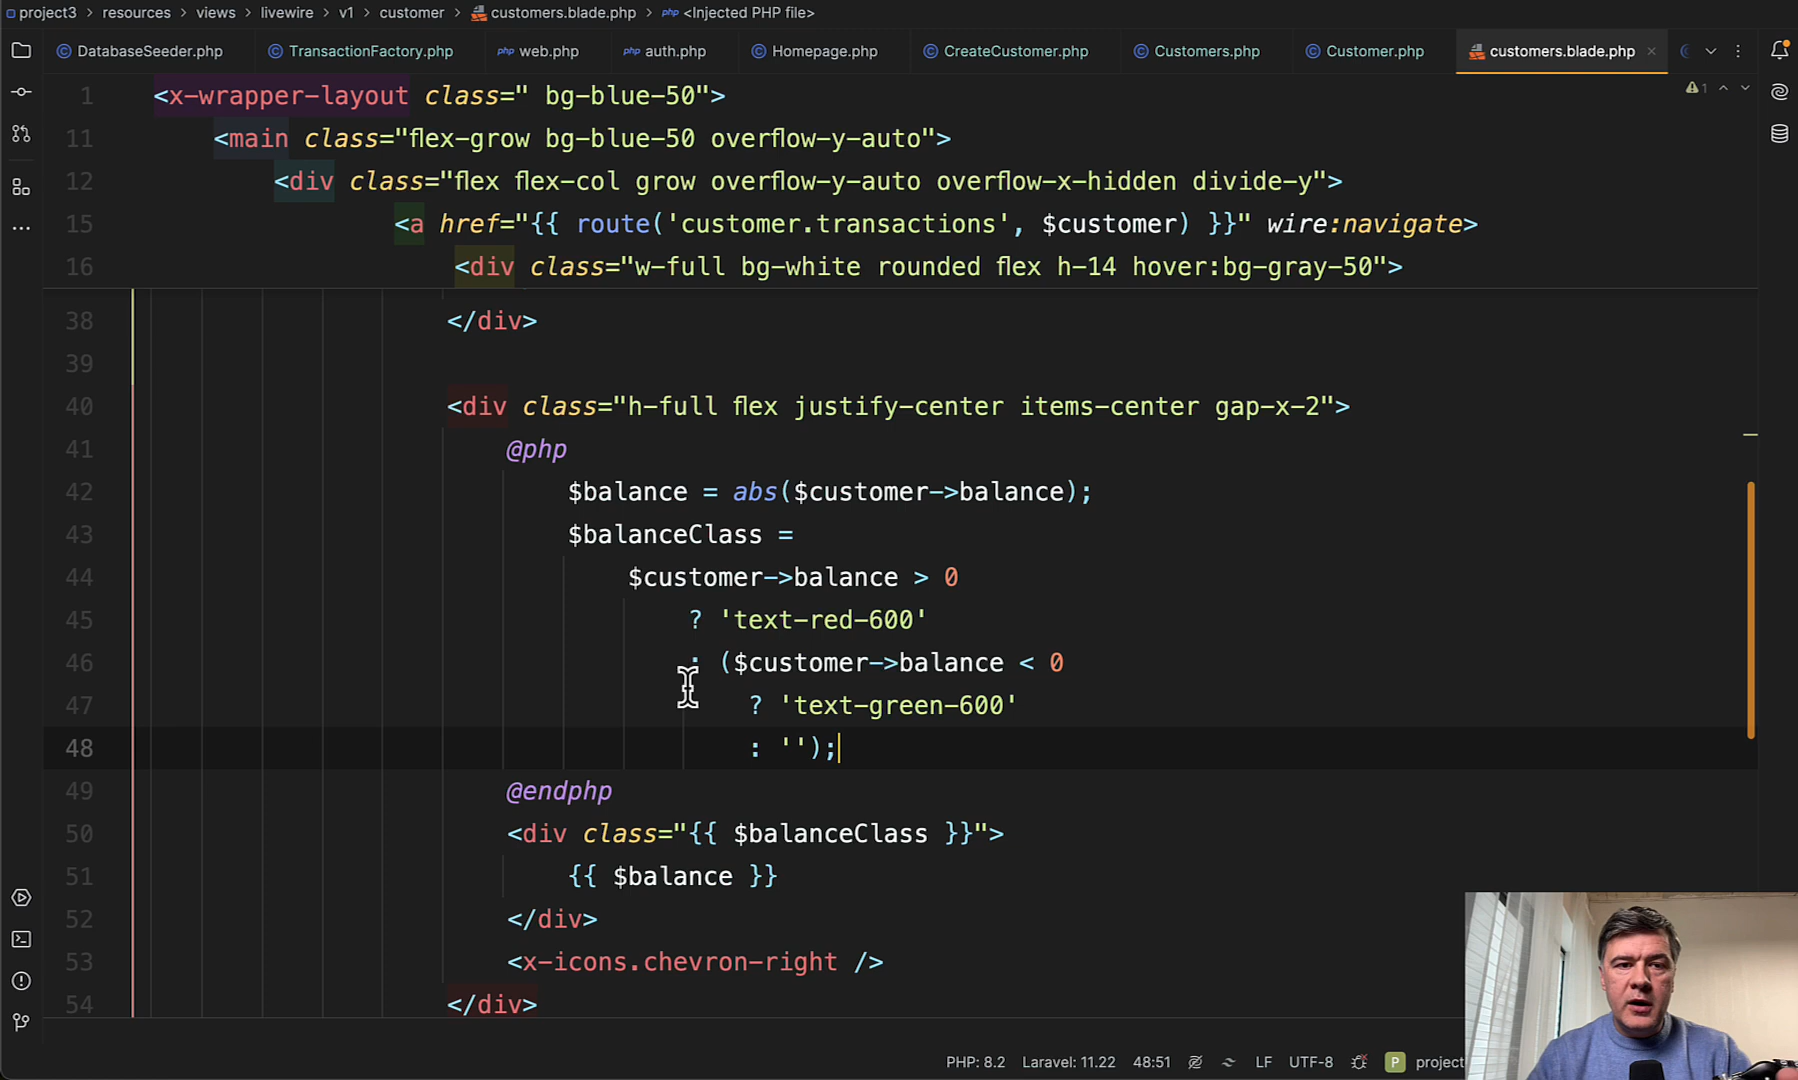 project3 > resources > views > livewire > v1 > customer > customers.blade.php > php <Injected PHP file>
DatabaseSeeder.php TransactionFactory.php php web.php php auth.php Homepage.php CreateCustomer.php Customers.php Customer.php customers.blade.php ×
1 <x-wrapper-layout class=" bg-blue-50">
1
11 <main class="flex-grow bg-blue-50 overflow-y-auto">
12 <div class="flex flex-col grow overflow-y-auto overflow-x-hidden divide-y">
15 <a href="{{ route('customer.transactions', $customer) }}" wire:navigate>
16 <div class="w-full bg-white rounded flex h-14 hover:bg-gray-50">
38 </div>
39
40 <div class="h-full flex justify-center items-center gap-x-2">
41 @php
42 $balance = abs($customer->balance);
43 $balanceClass =
44 $customer->balance > 0
45 ? 'text-red-600'
46 : ($customer->balance < 0
47 ? 'text-green-600'
48 : '');
49 @endphp
50 <div class="{{ $balanceClass }}">
51 {{ $balance }}
52 </div>
53 <x-icons.chevron-right />
54 </div>
PHP: 8.2 Laravel: 11.22 48:51 LF UTF-8 P project